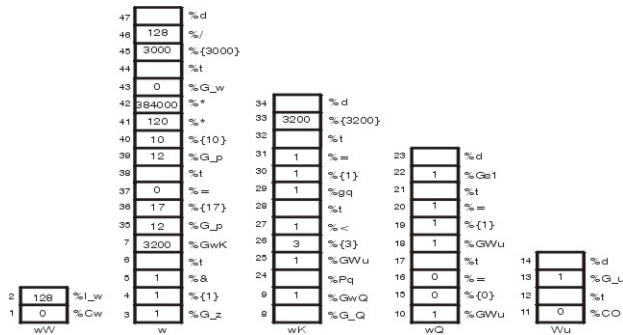 47 %d
46 128 %/
45 3000 %{3000}
44 %t
43 0 %G_w
42 384000 %*
41 120 %*
40 10 %{10}
39 12 %G_p
38 %t
37 0 %=
36 17 %{17}
35 12 %G_p
7 3200 %GwK
6 %t
5 1 %&
4 1 %{1}
3 1 %G_z
w
2 128 %I_w
1 0 %Cw
wW
34 %d
33 3200 %{3200}
32 %t
31 1 %=
30 1 %{1}
29 1 %gq
28 %t
27 1 %<
26 3 %{3}
25 1 %GWu
24 %Pq
9 1 %GwQ
8 %G_Q
wK
23 %d
22 1 %Ge1
21 %t
20 1 %=
19 1 %{1}
18 1 %GWu
17 %t
16 0 %=
15 0 %{0}
10 1 %GWu
wQ
14 %d
13 1 %G_u
12 %t
11 0 %CO
Wu